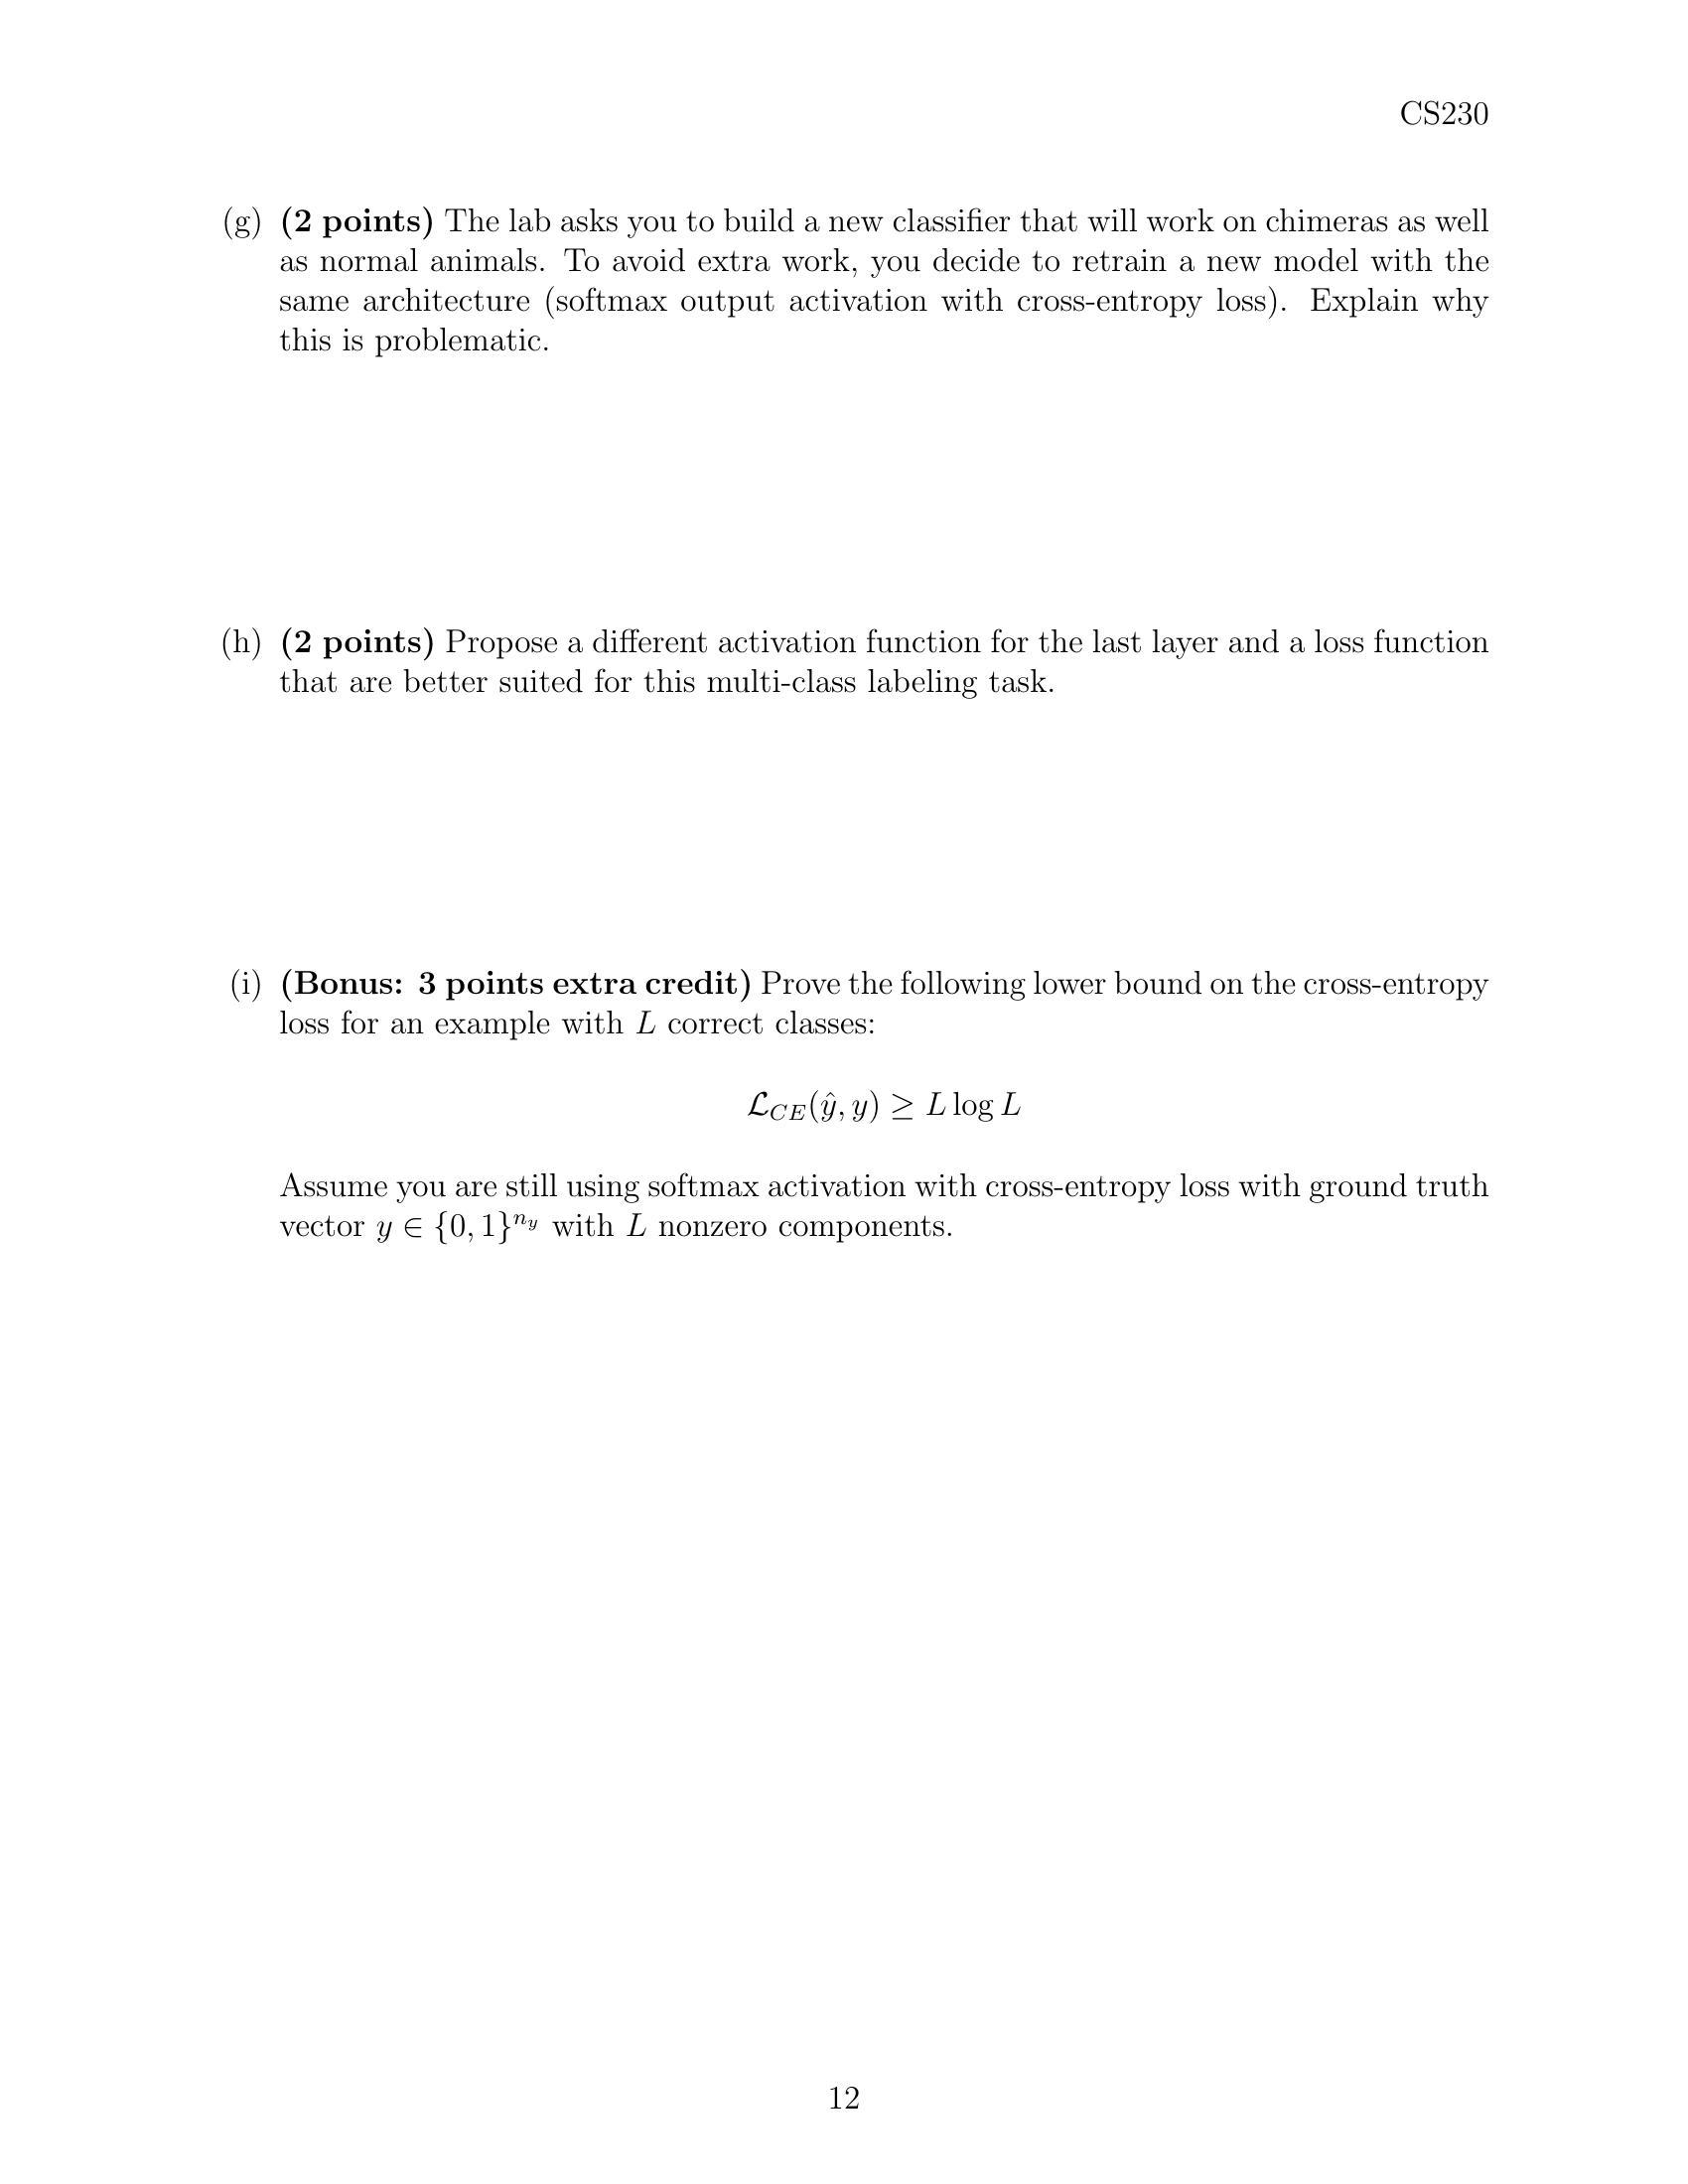 CS230
(g) (2 points) The lab asks you to build a new classifier that will work on chimeras as well
as normal animals. To avoid extra work, you decide to retrain a new model with the
same architecture (softmax output activation with cross-entropy loss). Explain why
this is problematic.
(h) (2 points) Propose a different activation function for the last layer and a loss function
that are better suited for this multi-class labeling task.
(i) (Bonus: 3 points extra credit) Prove the following lower bound on the cross-entropy
loss for an example with L correct classes:
ℒ_{CE}(ŷ, y) ≥ L log L
Assume you are still using softmax activation with cross-entropy loss with ground truth
vector y ∈ {0, 1}^{n_y} with L nonzero components.
12